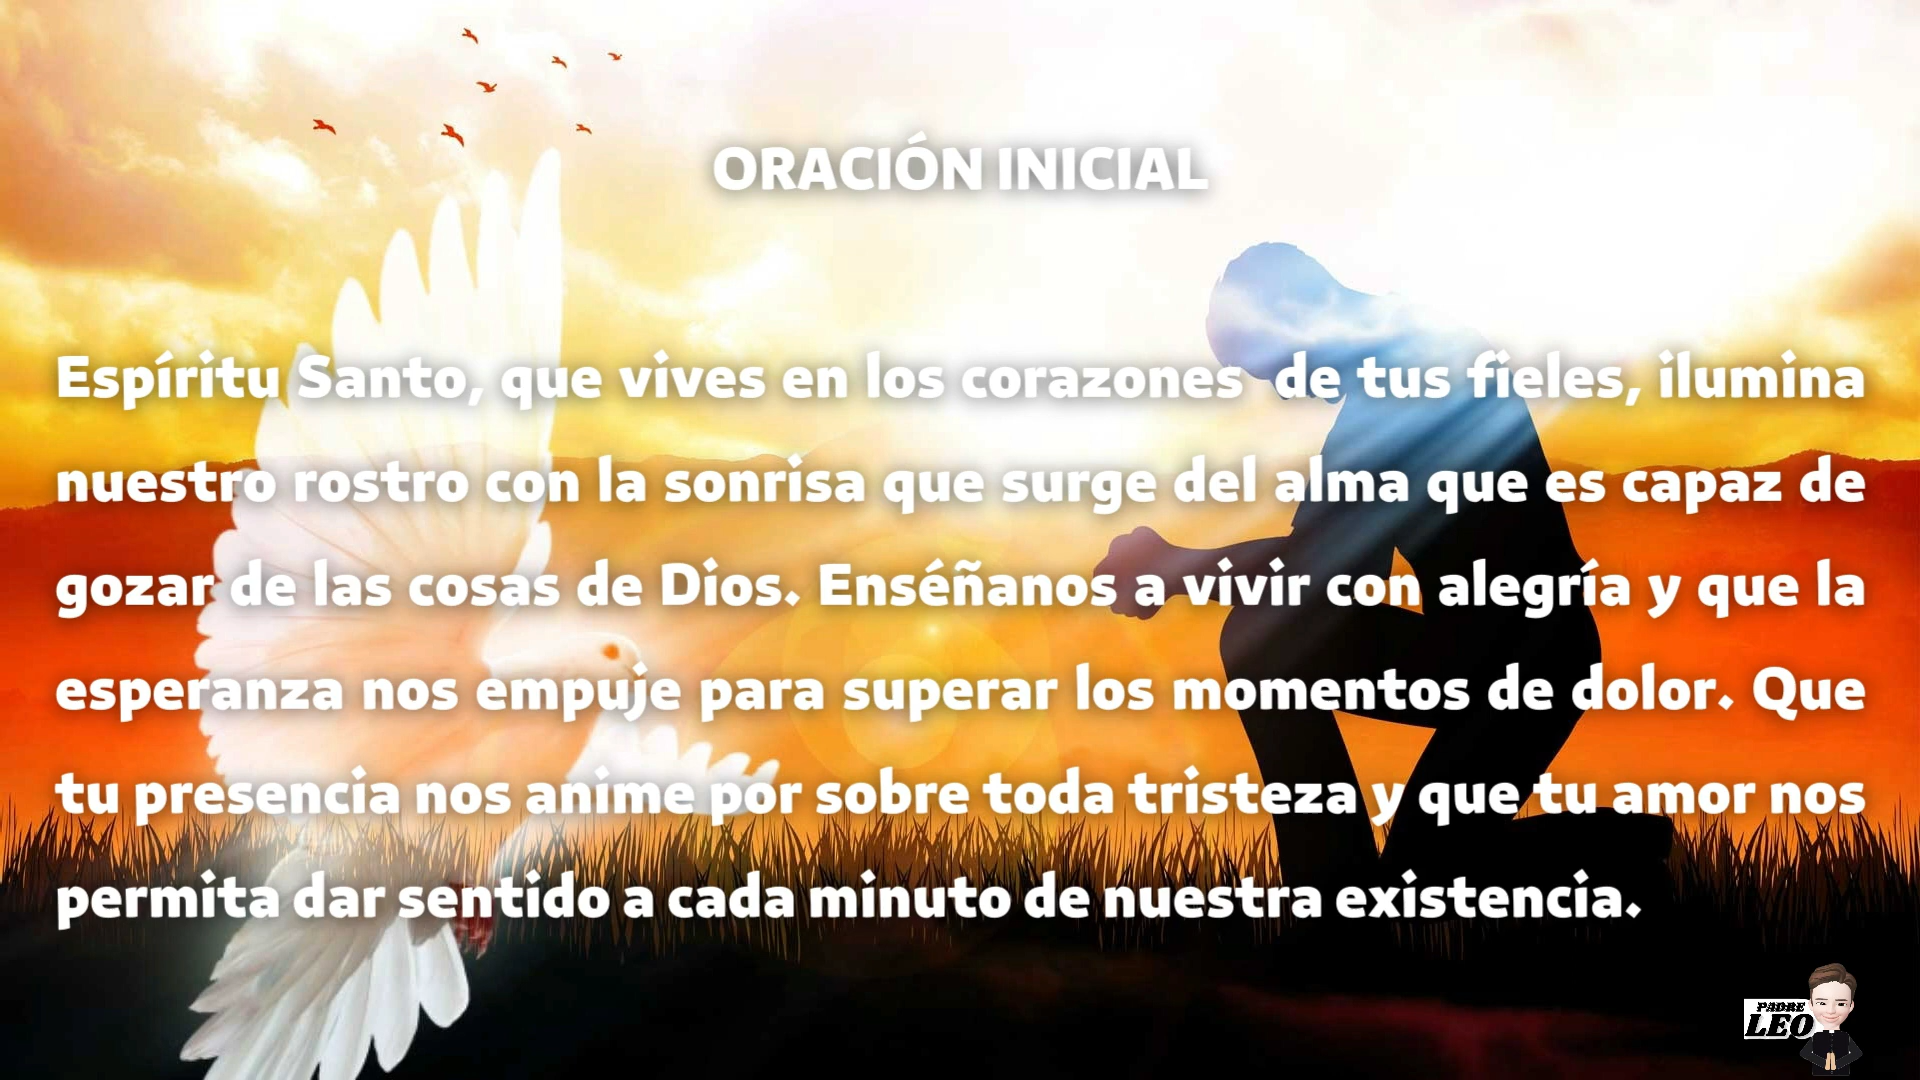 ORACIÓN INICIAL
Espíritu Santo, que vives en los corazones de tus fieles, ilumina
nuestro rostro con la sonrisa que surge del alma que es capaz de
gozar de las cosas de Dios. Enséñanos a vivir con alegría y que la
esperanza nos empuje para superar los momentos de dolor. Que
tu presencia nos anime por sobre toda tristeza y que tu amor nos
permita dar sentido a cada minuto de nuestra existencia.
PADRE
LEO